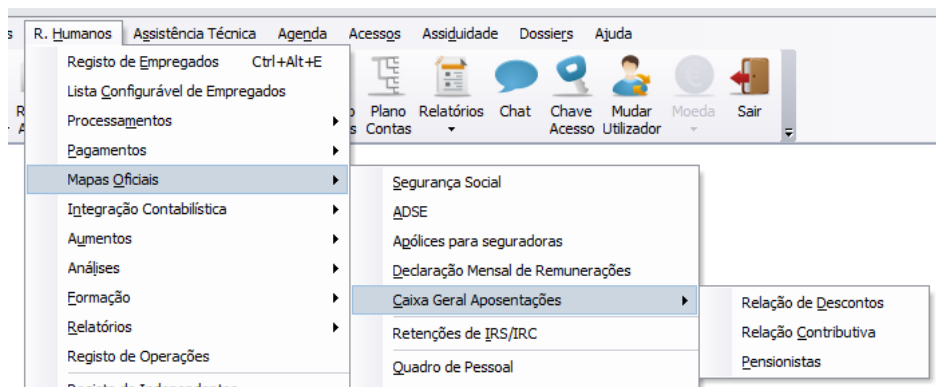 R. Humanos Assistência Técnica Agenda Acessos Assiduidade Dossiers Ajuda
Registo de Empregados Ctrl+Alt+E
Lista Configurável de Empregados
Plano Contas
Relatórios
Chat
Chave Acesso
Mudar Utilizador
Moeda
Sair
Processamentos
Pagamentos
Mapas Oficiais
Integração Contabilística
Aumentos
Análises
Formação
Relatórios
Registo de Operações
Segurança Social
ADSE
Apólices para seguradoras
Declaração Mensal de Remunerações
Caixa Geral Aposentações
Retenções de IRS/IRC
Quadro de Pessoal
Relação de Descontos
Relação Contributiva
Pensionistas